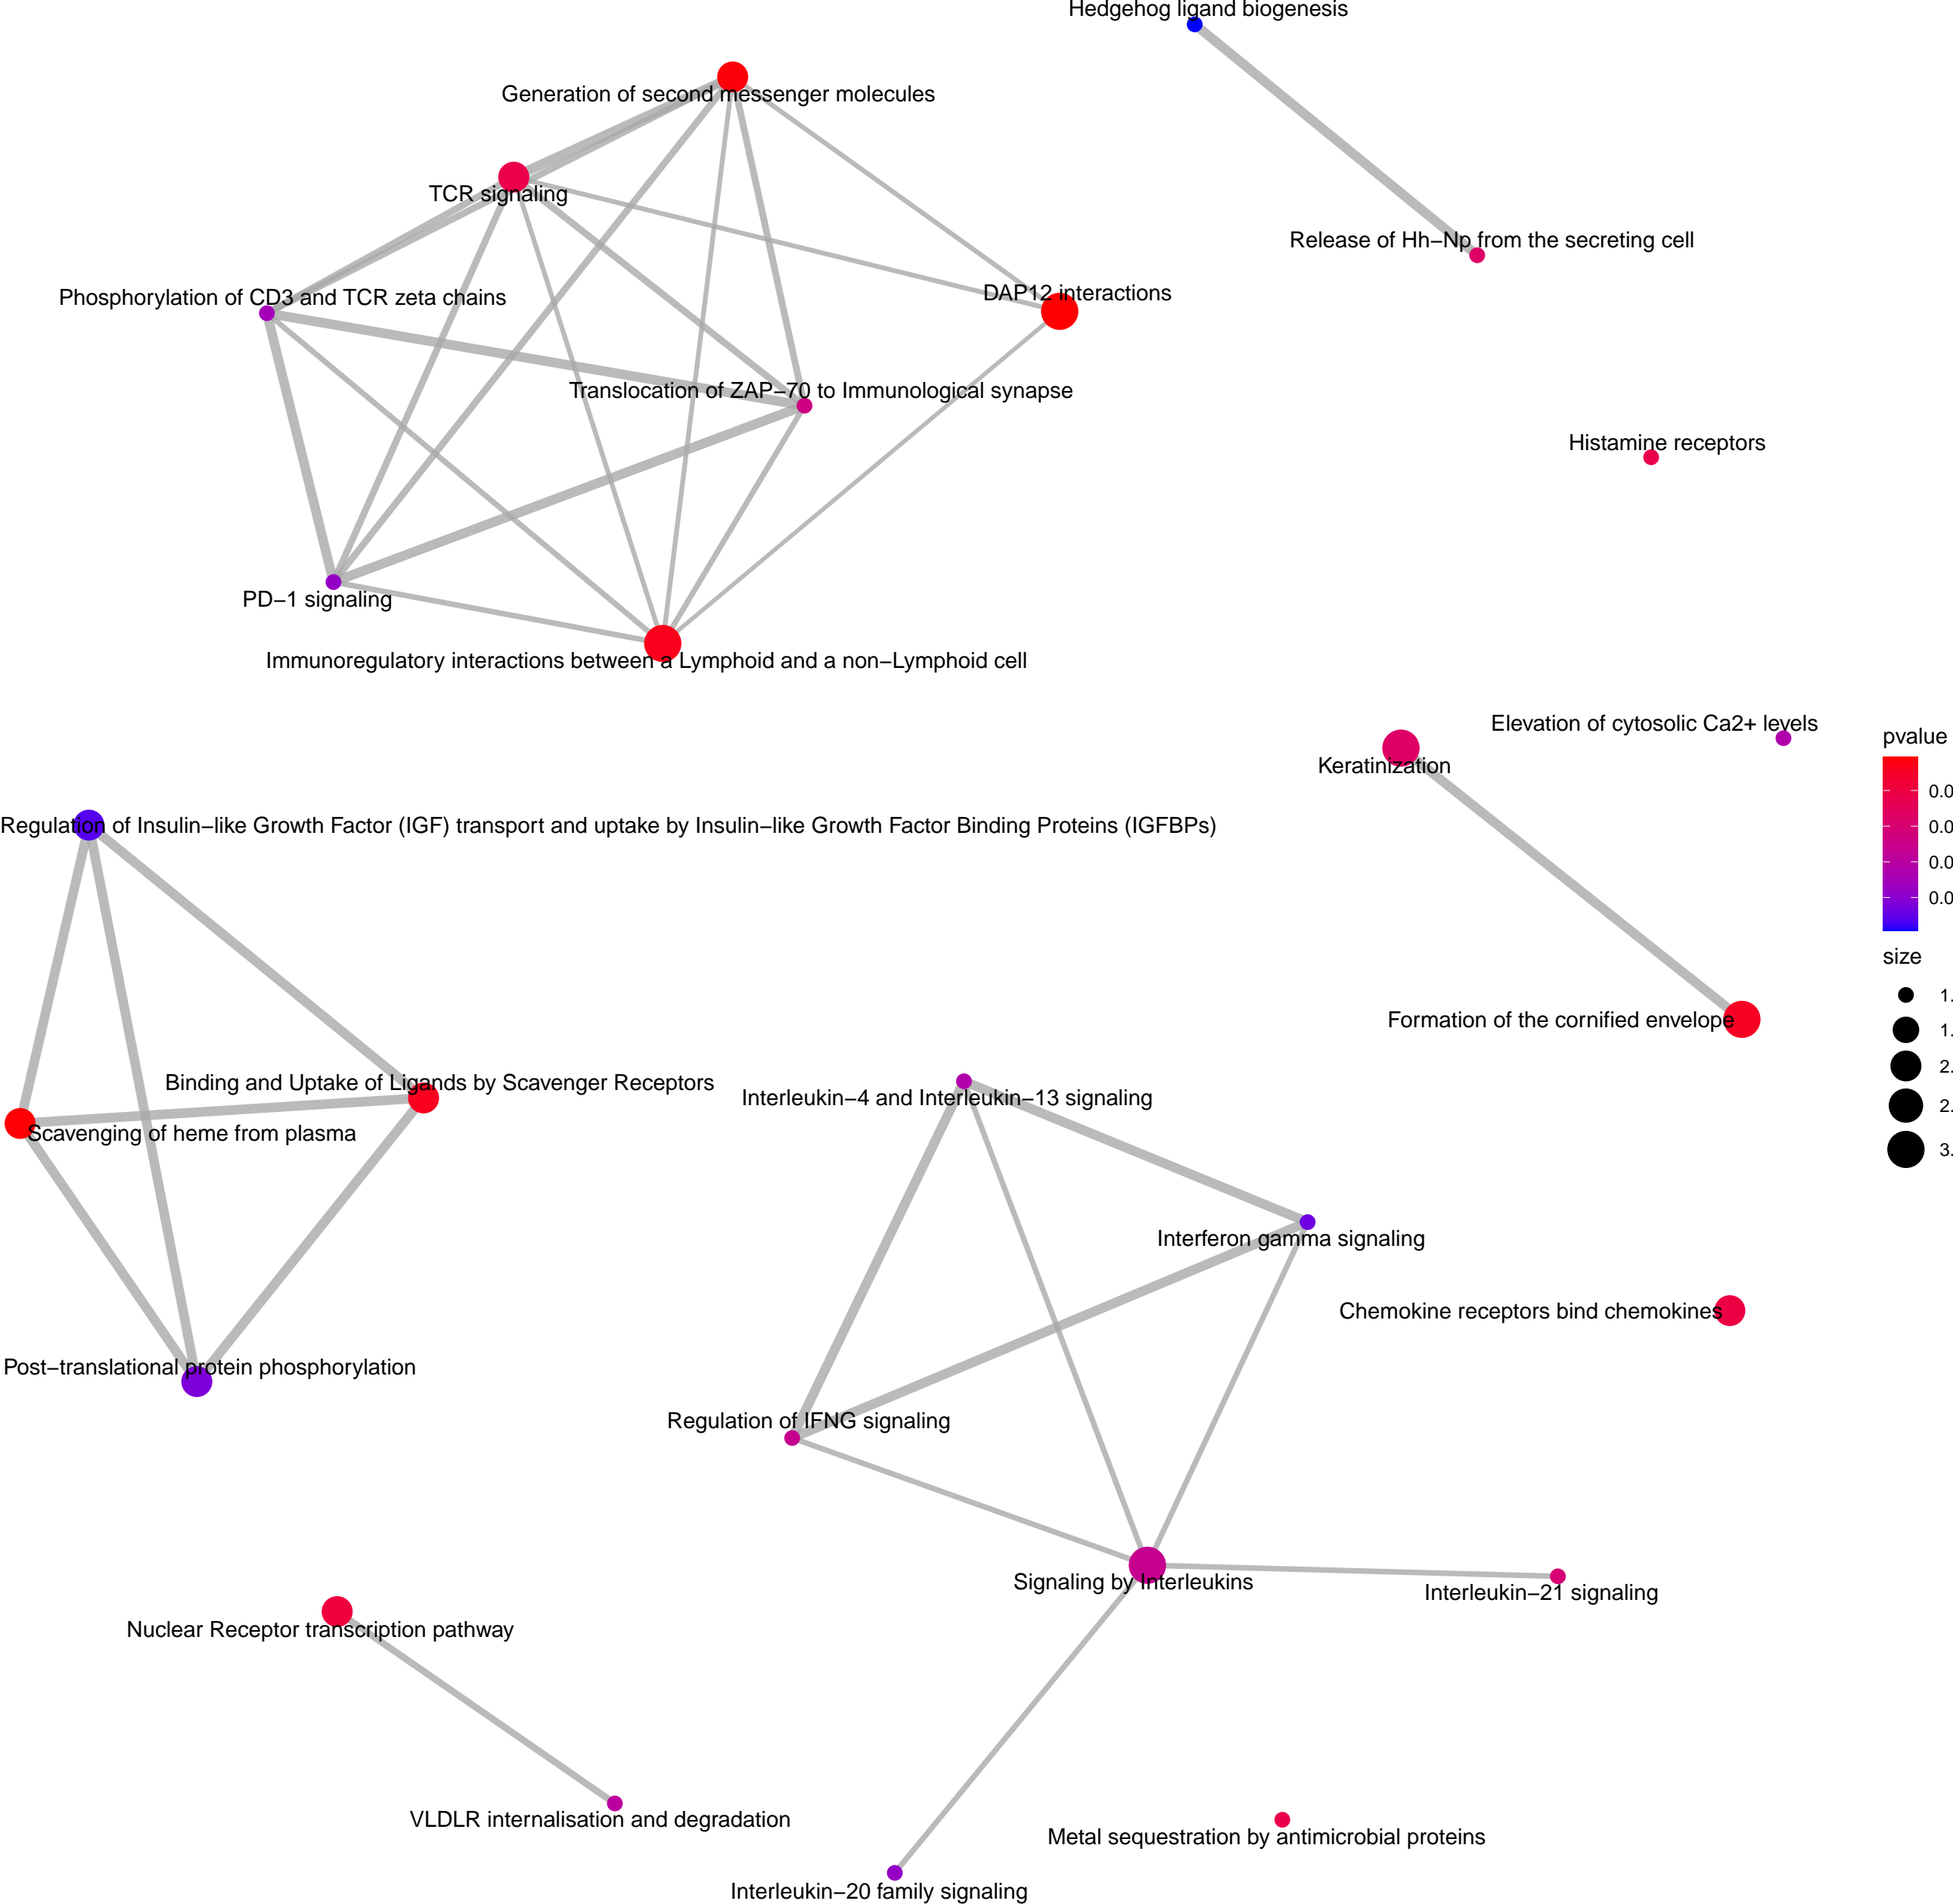 Hedgehog ligand biogenesis
Generation of second messenger molecules
TCR signaling
Release of Hh−Np from the secreting cell
Phosphorylation of CD3 and TCR zeta chains
DAP12 interactions
Translocation of ZAP−70 to Immunological synapse
Histamine receptors
PD−1 signaling
Immunoregulatory interactions between a Lymphoid and a non−Lymphoid cell
Elevation of cytosolic Ca2+ levels
Keratinization
pvalue
0.0
0.0
0.0
0.0
Regulation of Insulin−like Growth Factor (IGF) transport and uptake by Insulin−like Growth Factor Binding Proteins (IGFBPs)
size
1.
1.
2.
2.
3.
Formation of the cornified envelope
Binding and Uptake of Ligands by Scavenger Receptors
Interleukin−4 and Interleukin−13 signaling
Scavenging of heme from plasma
Interferon gamma signaling
Chemokine receptors bind chemokines
Post−translational protein phosphorylation
Regulation of IFNG signaling
Signaling by Interleukins
Interleukin−21 signaling
Nuclear Receptor transcription pathway
VLDLR internalisation and degradation
Metal sequestration by antimicrobial proteins
Interleukin−20 family signaling